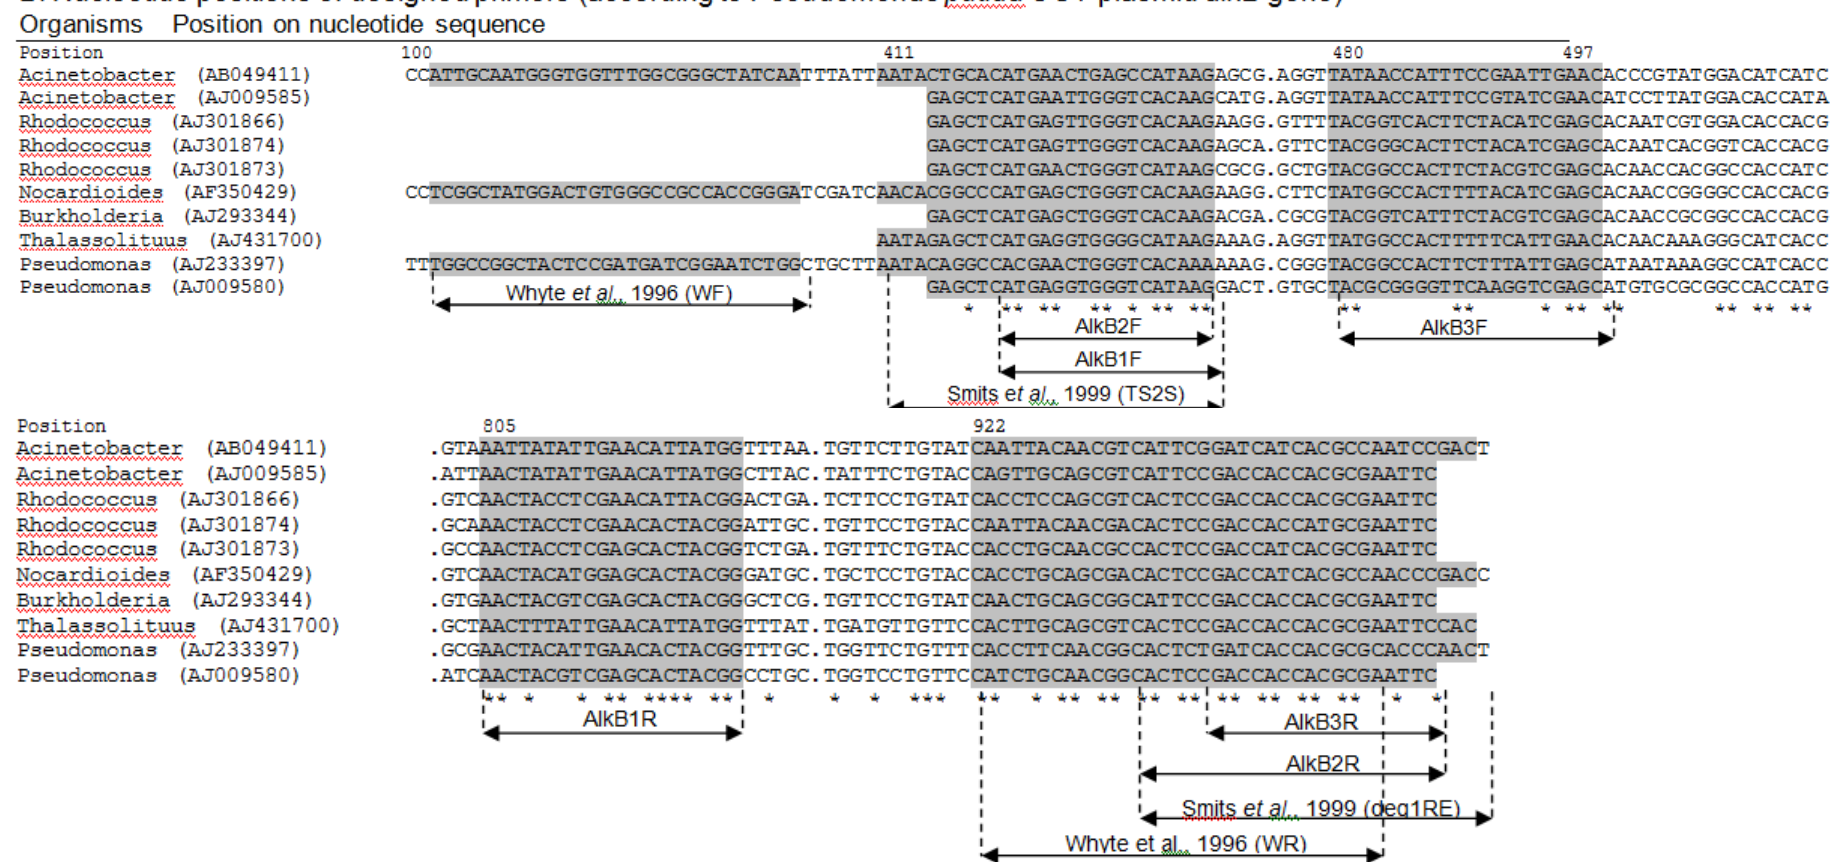 Organisms Position on nucleotide sequence
Position 100 411 480 497
Acinetobacter (AB049411) CCATTGCAATGGGTGGTTTGGCGGGCTATCAATTTATTAATACTGCACATGAACTGAGCCATAAGAGCG.AGGTTATAACCATTTCCGAATTGAACACCCGTATGGACATCATC
Acinetobacter (AJ009585) GAGCTCATGAATTGGGTCACAAGCATG.AGGTTATAACCATTTCCGTATCGAACATCCTTATGGACACCATA
Rhodococcus (AJ301866) GAGCTCATGAGTTGGGTCACAAGAAGG.GTTTTACGGTCACTTCTACATCGAGCACAATCGTGGACACCACG
Rhodococcus (AJ301874) GAGCTCATGAGTTGGGTCACAAGAGCA.GTTCTACGGGCACTTCTACATCGAGCACAATCACGGTCACCACG
Rhodococcus (AJ301873) GAGCTCATGAACTGGGTCATAAGCGCG.GCTGTACGGCCACTTCTACGTCGAGCACAACCACGGCCACCATC
Nocardioides (AF350429) CCTCGGCTATGGACTGTGGGCCGCCACCGGGATCGATCAACACGGCCCATGAGCTGGGTCACAAGAAGG.CTTCTATGGCCACTTTTACATCGAGCACAACCGGGGCCACCACG
Burkholderia (AJ293344) GAGCTCATGAGCTGGGTCACAAGACGA.CGCGTACGGTCATTTCTACGTCGAGCACAACCGCGGCCACCACG
Thalassolituus (AJ431700) AATAGAGCTCATGAGGTGGGGCATAAGAAAG.AGGTTATGGCCACTTTTTCATTGAACACAACAAAGGGCATCACC
Pseudomonas (AJ233397) TTTGGCCGGCTACTCCGATGATCGGAATCTGGCTGCTTAATACAGGCCACGAACTGGGTCACAAAAAAG.CGGGTACGGCCACTTCTTTATTGAGCATAATAAAGGCCATCACC
Pseudomonas (AJ009580) GAGCTCATGAGGTGGGTCATAAGGACT.GTGCTACGCGGGGTTCAAGGTCGAGCATGTGCGCGGCCACCATG
* ** ** ** * ** ** ** ** * ** ** ** ** **
Whyte et al., 1996 (WF)
AlkB2F AlkB3F
AlkB1F
Smits et al., 1999 (TS2S)
Position 805 922
Acinetobacter (AB049411) .GTAAATTATATTGAACATTATGGTTTAA.TGTTCTTGTATCAATTACAACGTCATTCGGATCATCACGCCAATCCGACT
Acinetobacter (AJ009585) .ATTAACTATATTGAACATTATGGCTTAC.TATTTCTGTACCAGTTGCAGCGTCATTCCGACCACCACGCGAATTC
Rhodococcus (AJ301866) .GTCAACTACCTCGAACATTACGGACTGA.TCTTCCTGTATCACCTCCAGCGTCACTCCGACCACCACGCGAATTC
Rhodococcus (AJ301874) .GCAAACTACCTCGAACACTACGGATTGC.TGTTCCTGTACCAATTACAACGACACTCCGACCACCATGCGAATTC
Rhodococcus (AJ301873) .GCCAACTACCTCGAGCACTACGGTCTGA.TGTTTCTGTACCACCTGCAACGCCACTCCGACCATCACGCGAATTC
Nocardioides (AF350429) .GTCAACTACATGGAGCACTACGGGATGC.TGCTCCTGTACCACCTGCAGCGACACTCCGACCATCACGCCAACCCGACC
Burkholderia (AJ293344) .GTGAACTACGTCGAGCACTACGGGCTCG.TGTTCCTGTATCAACTGCAGCGGCATTCCGACCACCACGCGAATTC
Thalassolituus (AJ431700) .GCTAACTTTATTGAACATTATGGTTTAT.TGATGTTGTTCCACTTGCAGCGTCACTCCGACCACCACGCGAATTCCAC
Pseudomonas (AJ233397) .GCGAACTACATTGAACACTACGGTTTGC.TGGTTCTGTTTCACCTTCAACGGCACTCTGATCACCACGCGCACCCAACT
Pseudomonas (AJ009580) .ATCAACTACGTCGAGCACTACGGCCTGC.TGGTCCTGTTCCATCTGCAACGGCACTCCGACCACCACGCGAATTC
** * * ** **** ** * * * *** ** * ** ** ** ** ** ** ** ** ** * *
AlkB1R AlkB3R
AlkB2R
Smits et al., 1999 (deg1RE)
Whyte et al., 1996 (WR)